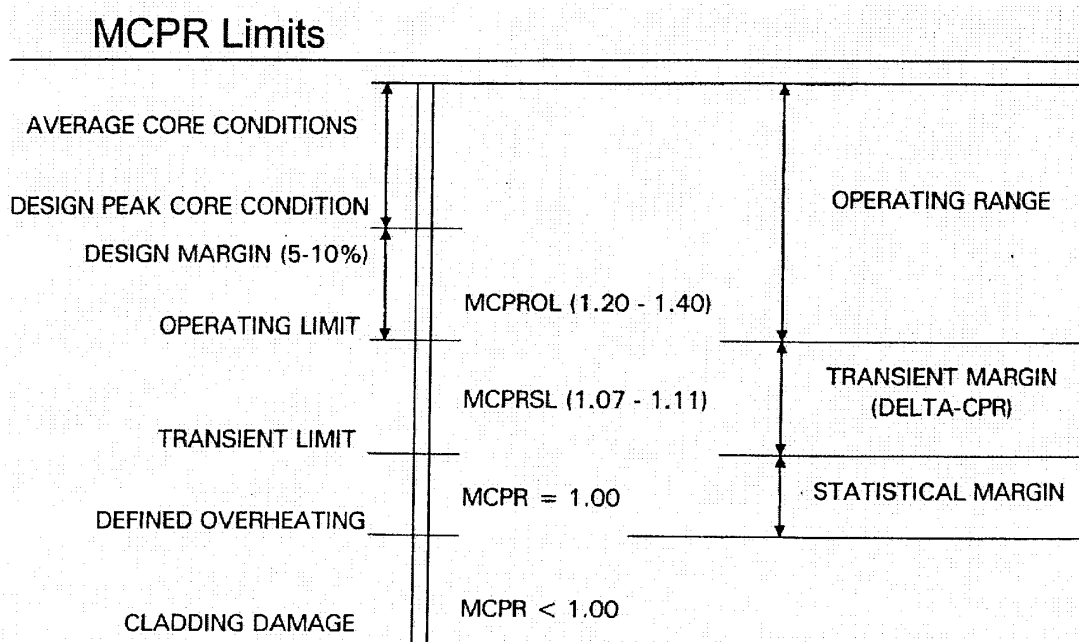 MCPR Limits
AVERAGE CORE CONDITIONS
DESIGN PEAK CORE CONDITION
OPERATING RANGE
DESIGN MARGIN (5-10%)
MCPROL (1.20 - 1.40)
OPERATING LIMIT
TRANSIENT MARGIN
(DELTA-CPR)
MCPRSL (1.07 - 1.11)
TRANSIENT LIMIT
MCPR = 1.00
STATISTICAL MARGIN
DEFINED OVERHEATING
MCPR < 1.00
CLADDING DAMAGE